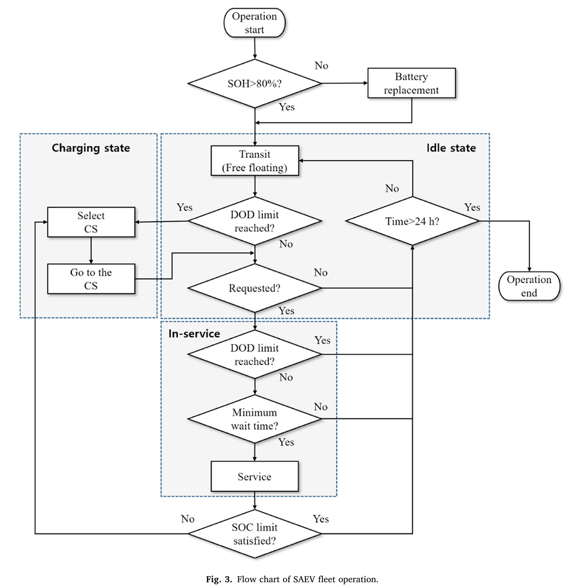 Operation
start
SOH>80%?
No
Battery
replacement
Yes
Charging state
Idle state
Transit
(Free floating)
No
Yes
Select
CS
DOD limit
reached?
Time>24 h?
Yes
No
Go to the
CS
Requested?
No
Operation
end
Yes
In-service
DOD limit
reached?
Yes
No
Minimum
wait time?
No
Yes
Service
No
SOC limit
satisfied?
Yes
Fig. 3. Flow chart of SAEV fleet operation.